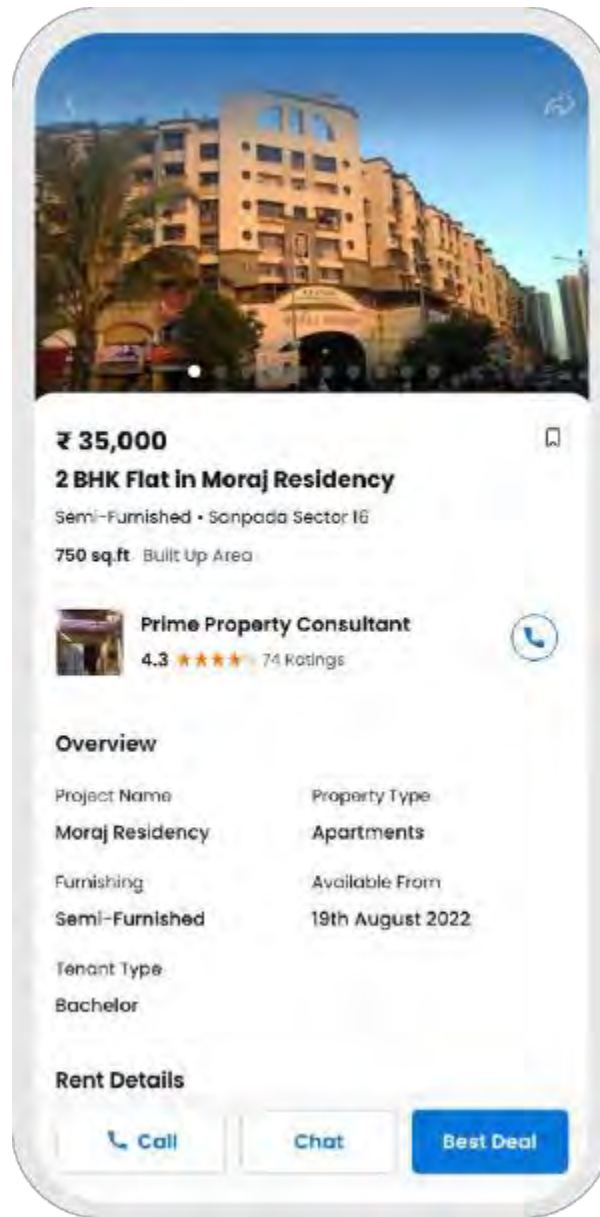 ₹ 35,000
2 BHK Flat in Moraj Residency
Semi-Furnished • Sanpada Sector 16
750 sq.ft Built Up Area
Prime Property Consultant
4.3 74 Ratings
Overview
Project Name Property Type
Moraj Residency Apartments
Furnishing Available From
Semi-Furnished 19th August 2022
Tenant Type
Bachelor
Rent Details
Call Chat Best Deal